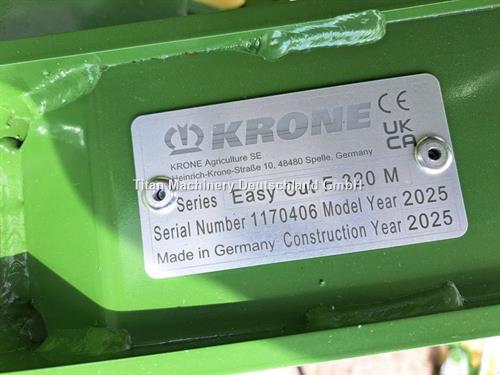 KRONE CE
UK
CA
KRONE Agriculture SE
Heinrich-Krone-Straße 10, 48480 Spelle, Germany
Titan Machinery Deutschland GmbH
Series Easy Cut F 320 M
Serial Number 1170406 Model Year 2025
Made in Germany Construction Year 2025